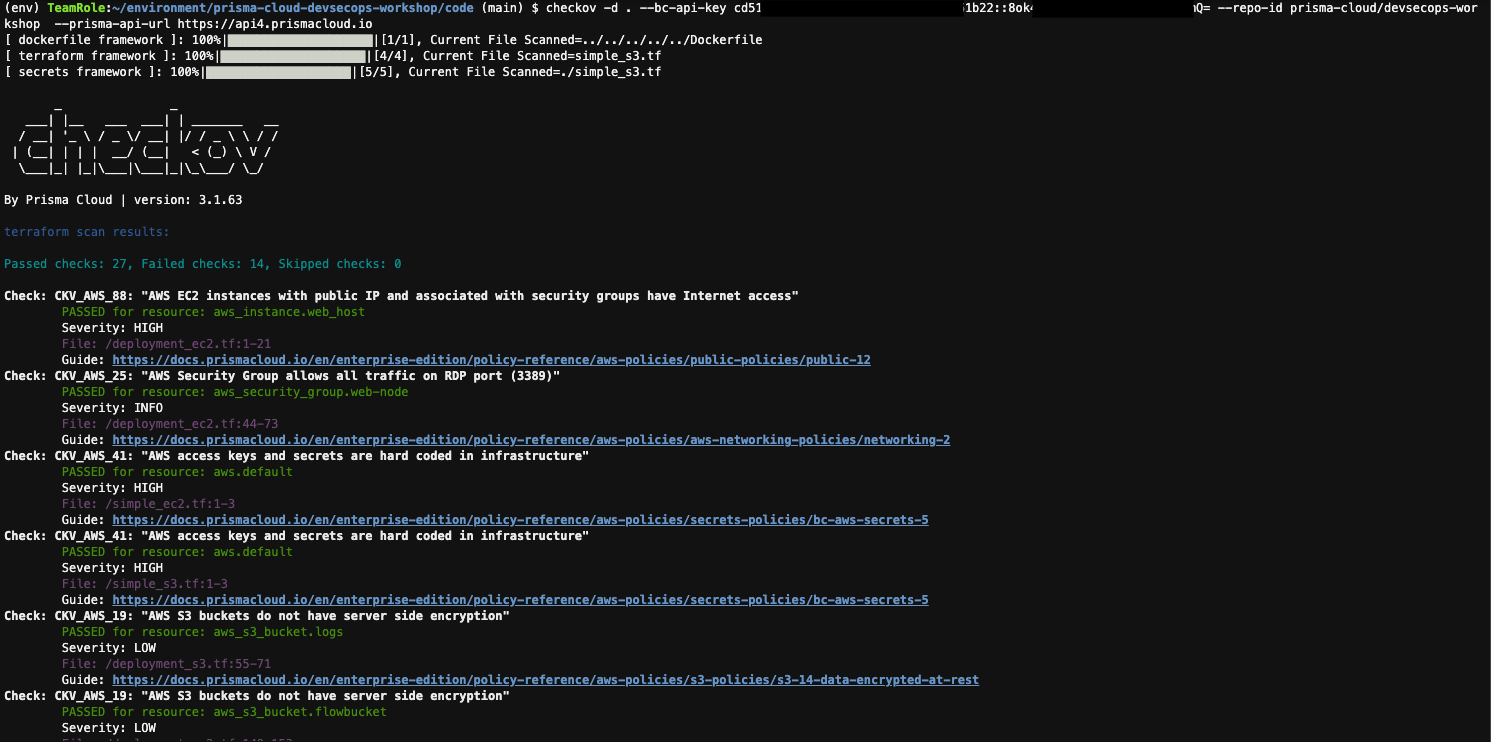 (env) TeamRole:~/environment/prisma-cloud-devsecops-workshop/code (main) $ checkov -d . --bc-api-key cd51 51b22::8ok4 Q= --repo-id prisma-cloud/devsecops-wor
kshop  --prisma-api-url https://api4.prismacloud.io
[ dockerfile framework ]: 100%|████████████████████|[1/1], Current File Scanned=../../../../../Dockerfile
[ terraform framework ]: 100%|████████████████████|[4/4], Current File Scanned=simple_s3.tf
[ secrets framework ]: 100%|████████████████████|[5/5], Current File Scanned=./simple_s3.tf
checkov
By Prisma Cloud | version: 3.1.63
terraform scan results:
Passed checks: 27, Failed checks: 14, Skipped checks: 0
Check: CKV_AWS_88: "AWS EC2 instances with public IP and associated with security groups have Internet access"
PASSED for resource: aws_instance.web_host
Severity: HIGH
File: /deployment_ec2.tf:1-21
Guide: https://docs.prismacloud.io/en/enterprise-edition/policy-reference/aws-policies/public-policies/public-12
Check: CKV_AWS_25: "AWS Security Group allows all traffic on RDP port (3389)"
PASSED for resource: aws_security_group.web-node
Severity: INFO
File: /deployment_ec2.tf:44-73
Guide: https://docs.prismacloud.io/en/enterprise-edition/policy-reference/aws-policies/aws-networking-policies/networking-2
Check: CKV_AWS_41: "AWS access keys and secrets are hard coded in infrastructure"
PASSED for resource: aws.default
Severity: HIGH
File: /simple_ec2.tf:1-3
Guide: https://docs.prismacloud.io/en/enterprise-edition/policy-reference/aws-policies/secrets-policies/bc-aws-secrets-5
Check: CKV_AWS_41: "AWS access keys and secrets are hard coded in infrastructure"
PASSED for resource: aws.default
Severity: HIGH
File: /simple_s3.tf:1-3
Guide: https://docs.prismacloud.io/en/enterprise-edition/policy-reference/aws-policies/secrets-policies/bc-aws-secrets-5
Check: CKV_AWS_19: "AWS S3 buckets do not have server side encryption"
PASSED for resource: aws_s3_bucket.logs
Severity: LOW
File: /deployment_s3.tf:55-71
Guide: https://docs.prismacloud.io/en/enterprise-edition/policy-reference/aws-policies/s3-policies/s3-14-data-encrypted-at-rest
Check: CKV_AWS_19: "AWS S3 buckets do not have server side encryption"
PASSED for resource: aws_s3_bucket.flowbucket
Severity: LOW